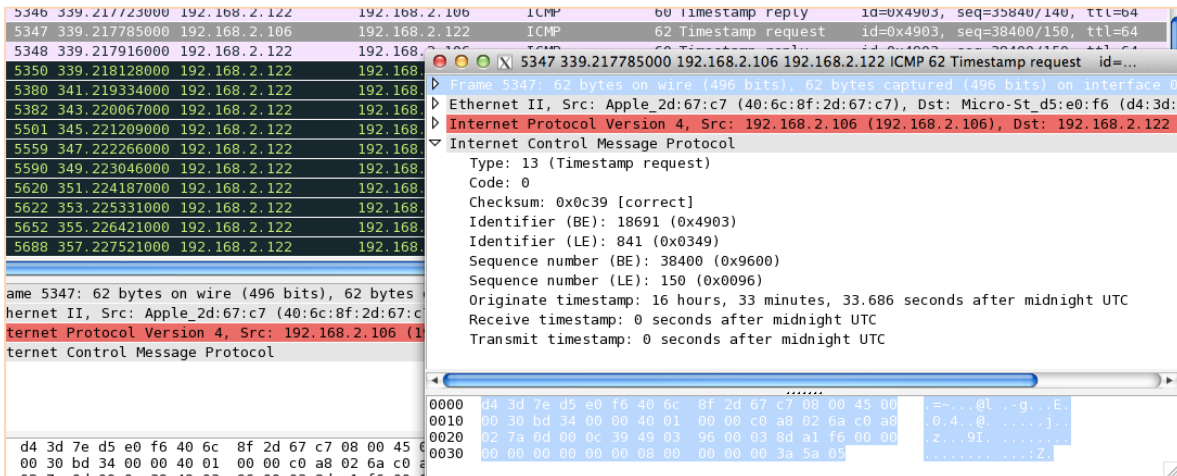 5346 339.217723000 192.168.2.122 192.168.2.106 ICMP 60 Timestamp reply id=0x4903, seq=35840/140, ttl=64
5347 339.217785000 192.168.2.106 192.168.2.122 ICMP 62 Timestamp request id=0x4903, seq=38400/150, ttl=64
5348 339.217916000 192.168.2.122 192.168.2.106 ICMP 60 Timestamp reply id=0x4903, seq=38400/150, ttl=64
5350 339.218128000 192.168.2.122 192.168.
5380 341.219334000 192.168.2.122 192.168.
5382 343.220067000 192.168.2.122 192.168.
5501 345.221209000 192.168.2.122 192.168.
5559 347.222266000 192.168.2.122 192.168.
5590 349.223046000 192.168.2.122 192.168.
5620 351.224187000 192.168.2.122 192.168.
5622 353.225331000 192.168.2.122 192.168.
5652 355.226421000 192.168.2.122 192.168.
5688 357.227521000 192.168.2.122 192.168.
ame 5347: 62 bytes on wire (496 bits), 62 bytes
hernet II, Src: Apple_2d:67:c7 (40:6c:8f:2d:67:c
ternet Protocol Version 4, Src: 192.168.2.106 (1
ternet Control Message Protocol
d4 3d 7e d5 e0 f6 40 6c 8f 2d 67 c7 08 00 45
00 30 bd 34 00 00 40 01 00 00 c0 a8 02 6a c0
X 5347 339.217785000 192.168.2.106 192.168.2.122 ICMP 62 Timestamp request id=...
Frame 5347: 62 bytes on wire (496 bits), 62 bytes captured (496 bits) on interface 0
Ethernet II, Src: Apple_2d:67:c7 (40:6c:8f:2d:67:c7), Dst: Micro-St_d5:e0:f6 (d4:3d:
Internet Protocol Version 4, Src: 192.168.2.106 (192.168.2.106), Dst: 192.168.2.122
Internet Control Message Protocol
Type: 13 (Timestamp request)
Code: 0
Checksum: 0x0c39 [correct]
Identifier (BE): 18691 (0x4903)
Identifier (LE): 841 (0x0349)
Sequence number (BE): 38400 (0x9600)
Sequence number (LE): 150 (0x0096)
Originate timestamp: 16 hours, 33 minutes, 33.686 seconds after midnight UTC
Receive timestamp: 0 seconds after midnight UTC
Transmit timestamp: 0 seconds after midnight UTC
0000 d4 3d 7e d5 e0 f6 40 6c 8f 2d 67 c7 08 00 45 00 .=~...@l .-g...E.
0010 00 30 bd 34 00 00 40 01 00 00 c0 a8 02 6a c0 a8 .0.4..@. .....j..
0020 02 7a 0d 00 0c 39 49 03 96 00 03 8d a1 f6 00 00 .z...9I. ........
0030 00 00 00 00 00 00 08 00 00 00 00 3a 5a 05 ........ ...:Z.